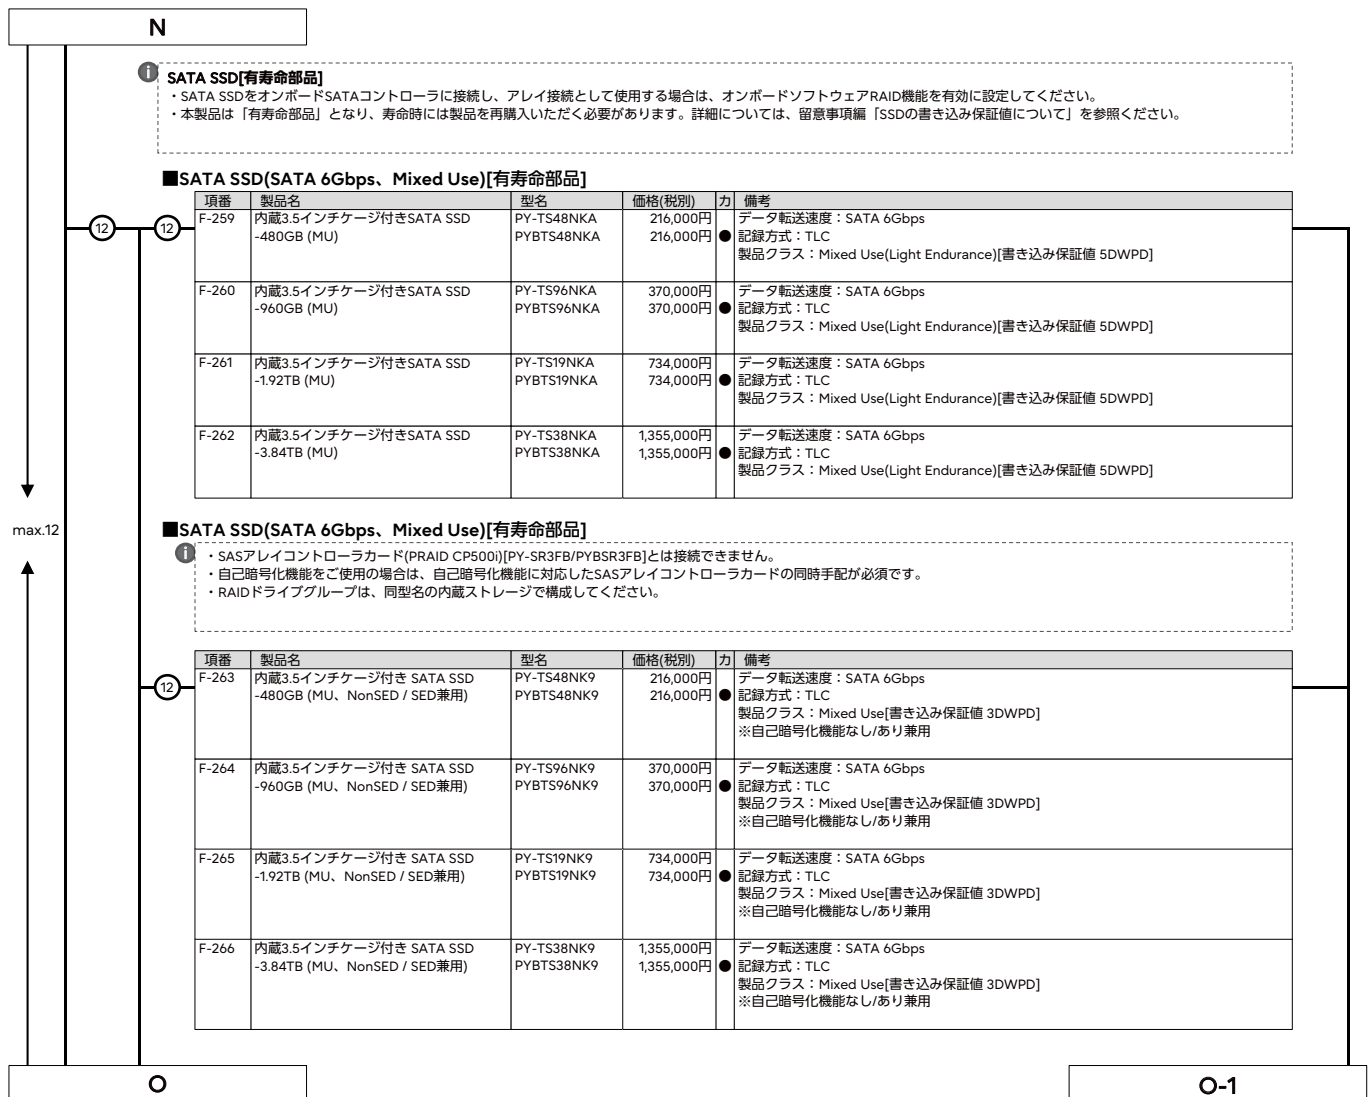 N
SATA SSD[有寿命部品]
・SATA SSDをオンボードSATAコントローラに接続し、アレイ接続として使用する場合は、オンボードソフトウェアRAID機能を有効に設定してください。
・本製品は「有寿命部品」となり、寿命時には製品を再購入いただく必要があります。詳細については、留意事項編「SSDの書き込み保証値について」を参照ください。
■SATA SSD(SATA 6Gbps、Mixed Use)[有寿命部品]
項番 製品名 型名 価格(税別) カ 備考
F-259 内蔵3.5インチケージ付きSATA SSD PY-TS48NKA 216,000円 データ転送速度：SATA 6Gbps
12 12 -480GB (MU) PYBTS48NKA 216,000円 ● 記録方式：TLC
製品クラス：Mixed Use(Light Endurance)[書き込み保証値 5DWPD]
F-260 内蔵3.5インチケージ付きSATA SSD PY-TS96NKA 370,000円 データ転送速度：SATA 6Gbps
-960GB (MU) PYBTS96NKA 370,000円 ● 記録方式：TLC
製品クラス：Mixed Use(Light Endurance)[書き込み保証値 5DWPD]
F-261 内蔵3.5インチケージ付きSATA SSD PY-TS19NKA 734,000円 データ転送速度：SATA 6Gbps
-1.92TB (MU) PYBTS19NKA 734,000円 ● 記録方式：TLC
製品クラス：Mixed Use(Light Endurance)[書き込み保証値 5DWPD]
F-262 内蔵3.5インチケージ付きSATA SSD PY-TS38NKA 1,355,000円 データ転送速度：SATA 6Gbps
-3.84TB (MU) PYBTS38NKA 1,355,000円 ● 記録方式：TLC
製品クラス：Mixed Use(Light Endurance)[書き込み保証値 5DWPD]
max.12
■SATA SSD(SATA 6Gbps、Mixed Use)[有寿命部品]
・SASアレイコントローラカード(PRAID CP500i)[PY-SR3FB/PYBSR3FB]とは接続できません。
・自己暗号化機能をご使用の場合は、自己暗号化機能に対応したSASアレイコントローラカードの同時手配が必須です。
・RAIDドライブグループは、同型名の内蔵ストレージで構成してください。
項番 製品名 型名 価格(税別) カ 備考
F-263 内蔵3.5インチケージ付き SATA SSD PY-TS48NK9 216,000円 データ転送速度：SATA 6Gbps
12 -480GB (MU、NonSED / SED兼用) PYBTS48NK9 216,000円 ● 記録方式：TLC
製品クラス：Mixed Use[書き込み保証値 3DWPD]
※自己暗号化機能なし/あり兼用
F-264 内蔵3.5インチケージ付き SATA SSD PY-TS96NK9 370,000円 データ転送速度：SATA 6Gbps
-960GB (MU、NonSED / SED兼用) PYBTS96NK9 370,000円 ● 記録方式：TLC
製品クラス：Mixed Use[書き込み保証値 3DWPD]
※自己暗号化機能なし/あり兼用
F-265 内蔵3.5インチケージ付き SATA SSD PY-TS19NK9 734,000円 データ転送速度：SATA 6Gbps
-1.92TB (MU、NonSED / SED兼用) PYBTS19NK9 734,000円 ● 記録方式：TLC
製品クラス：Mixed Use[書き込み保証値 3DWPD]
※自己暗号化機能なし/あり兼用
F-266 内蔵3.5インチケージ付き SATA SSD PY-TS38NK9 1,355,000円 データ転送速度：SATA 6Gbps
-3.84TB (MU、NonSED / SED兼用) PYBTS38NK9 1,355,000円 ● 記録方式：TLC
製品クラス：Mixed Use[書き込み保証値 3DWPD]
※自己暗号化機能なし/あり兼用
O
O-1